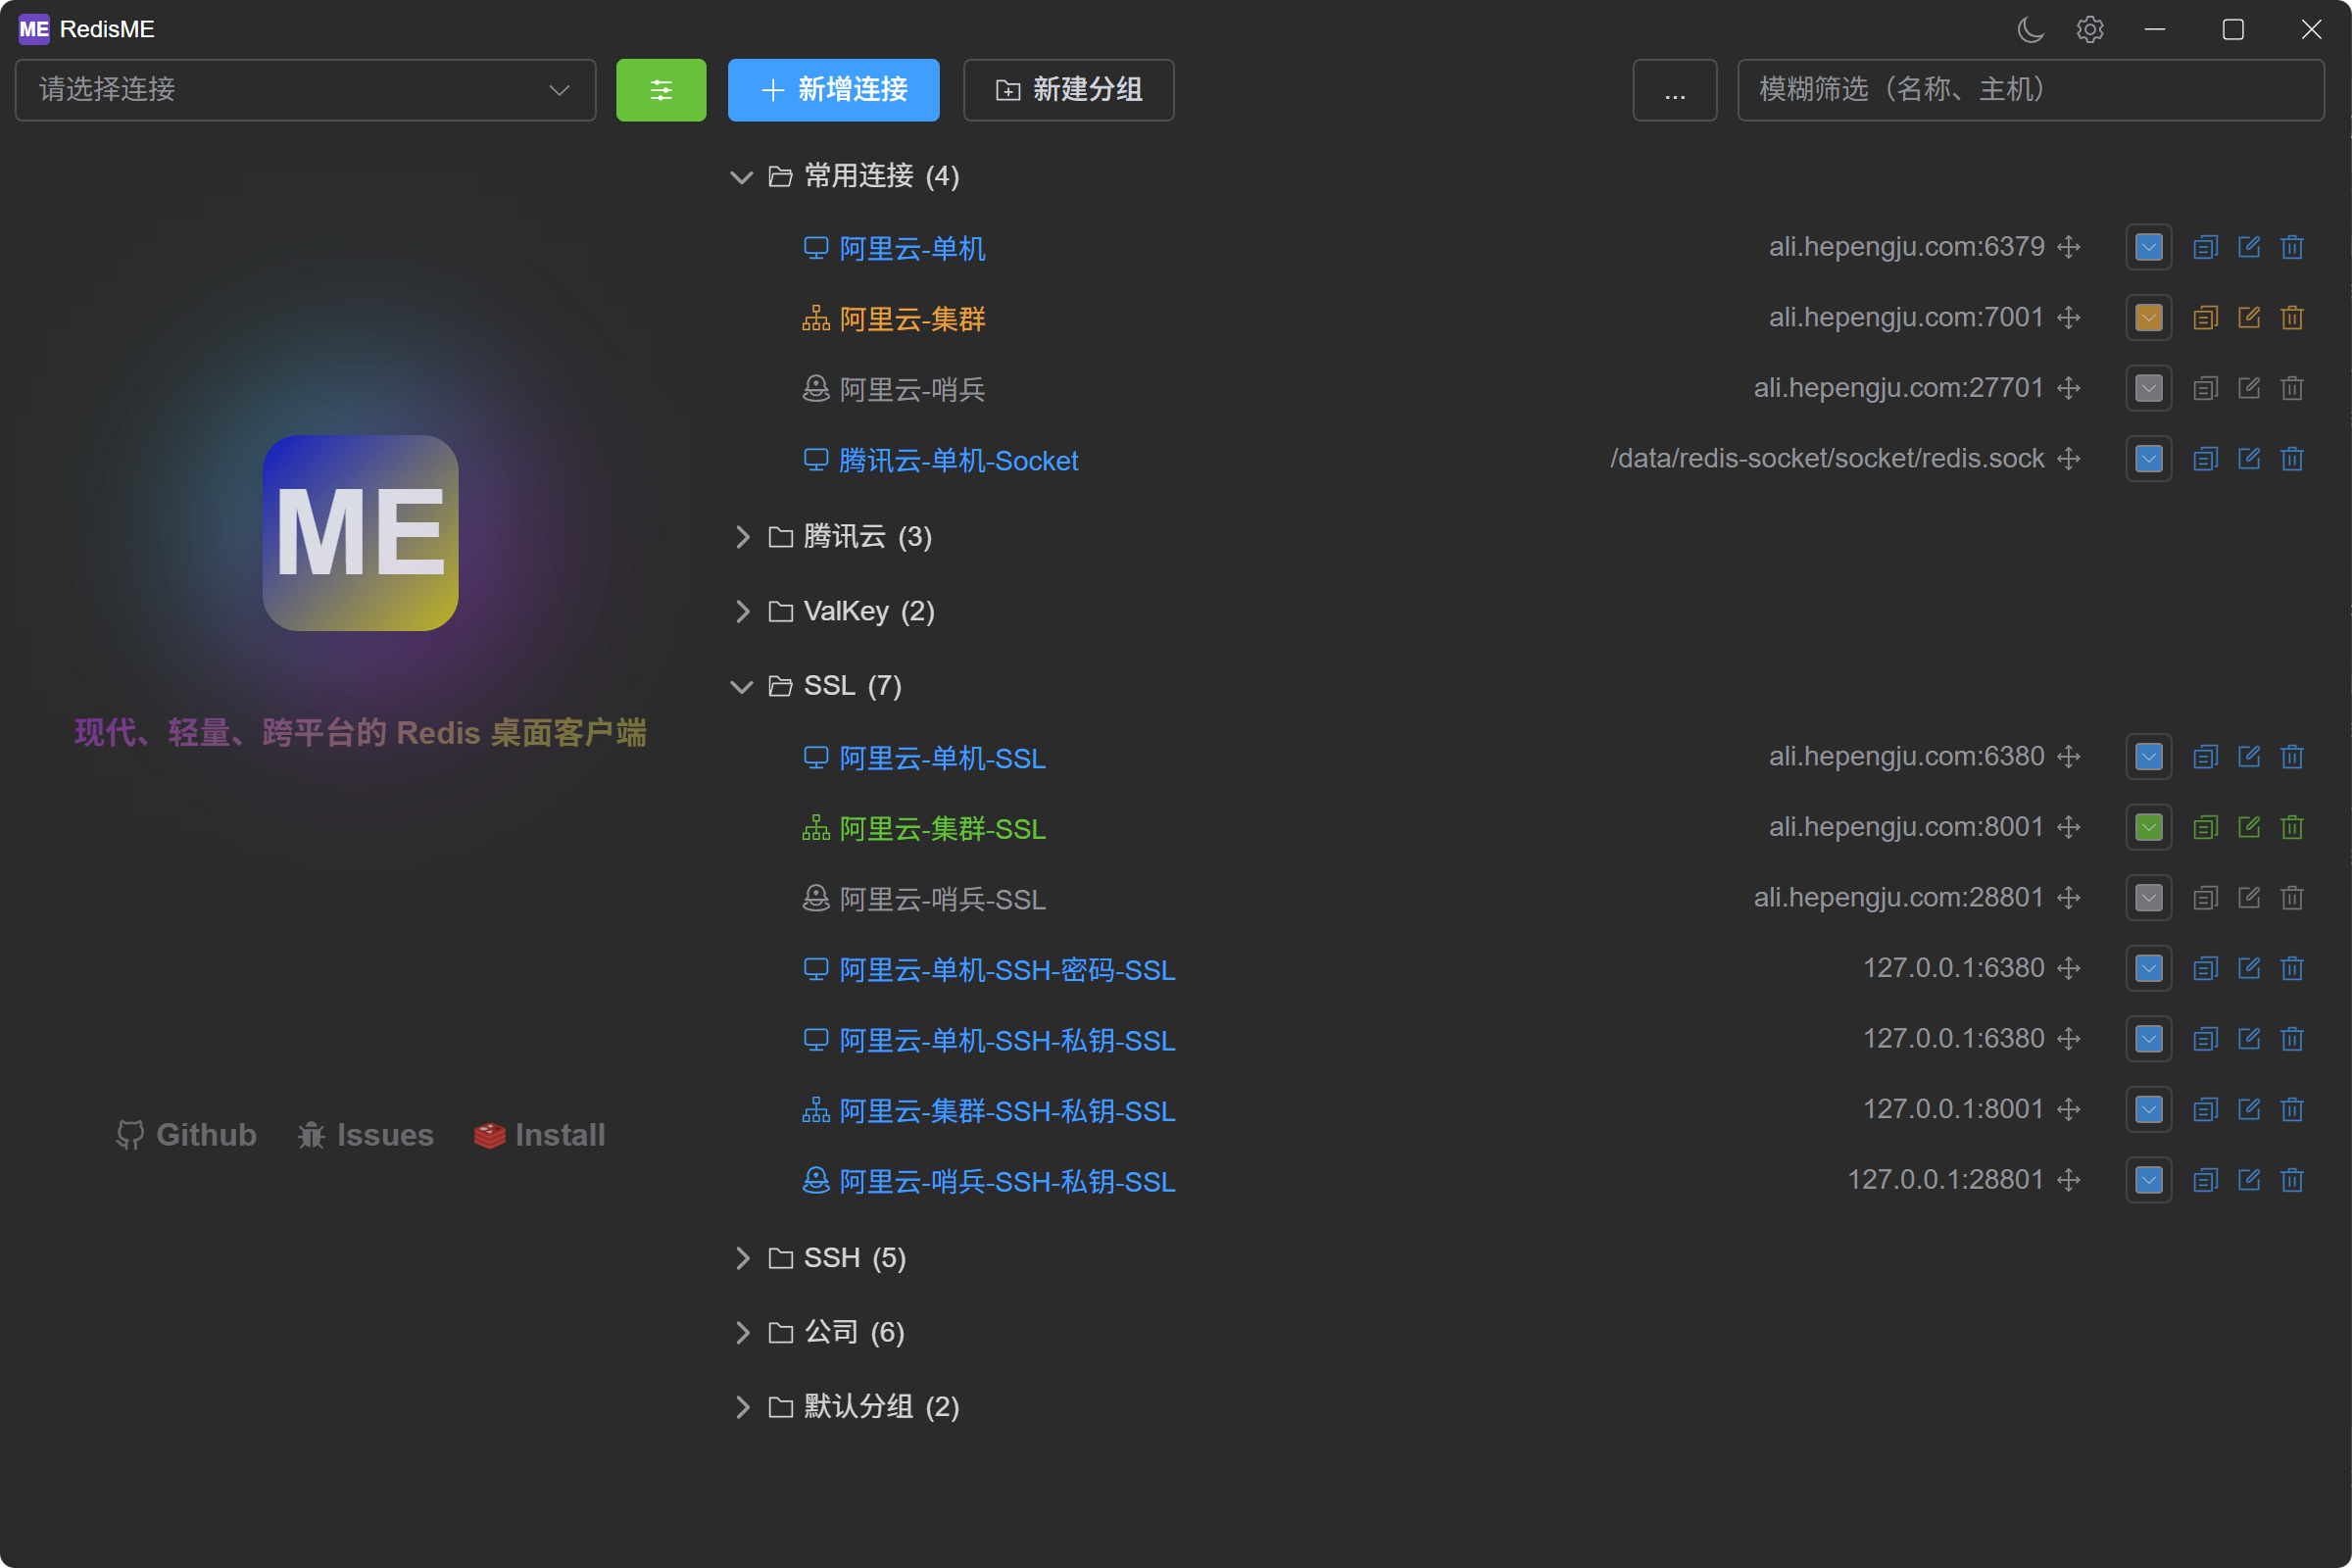 ME RedisME
请选择连接
新增连接
新建分组
...
模糊筛选（名称、主机）
ME
现代、轻量、跨平台的 Redis 桌面客户端
Github
Issues
Install
常用连接 (4)
阿里云-单机 ali.hepengju.com:6379
阿里云-集群 ali.hepengju.com:7001
阿里云-哨兵 ali.hepengju.com:27701
腾讯云-单机-Socket /data/redis-socket/socket/redis.sock
腾讯云 (3)
ValKey (2)
SSL (7)
阿里云-单机-SSL ali.hepengju.com:6380
阿里云-集群-SSL ali.hepengju.com:8001
阿里云-哨兵-SSL ali.hepengju.com:28801
阿里云-单机-SSH-密码-SSL 127.0.0.1:6380
阿里云-单机-SSH-私钥-SSL 127.0.0.1:6380
阿里云-集群-SSH-私钥-SSL 127.0.0.1:8001
阿里云-哨兵-SSH-私钥-SSL 127.0.0.1:28801
SSH (5)
公司 (6)
默认分组 (2)